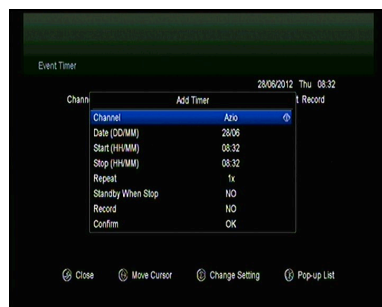 Event Timer
28/06/2012 Thu 08:32
Chann
t Record
Add Timer
Channel Azio
Date (DD/MM) 28/06
Start (HH/MM) 08:32
Stop (HH/MM) 08:32
Repeat 1x
Standby When Stop NO
Record NO
Confirm OK
Close Move Cursor Change Setting Pop-up List